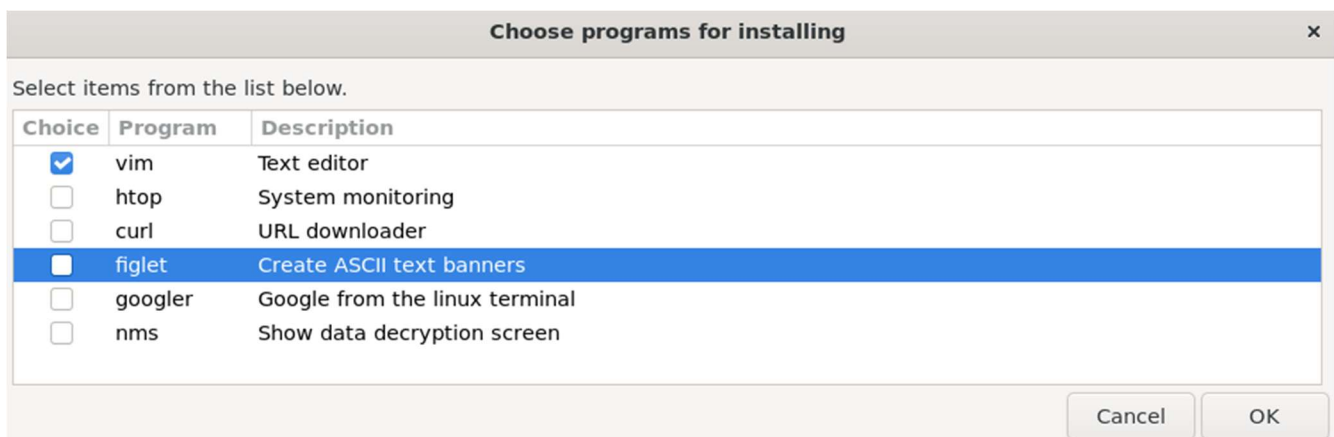 Choose programs for installing ×
Select items from the list below.
Choice Program Description
vim Text editor
htop System monitoring
curl URL downloader
figlet Create ASCII text banners
googler Google from the linux terminal
nms Show data decryption screen
Cancel OK